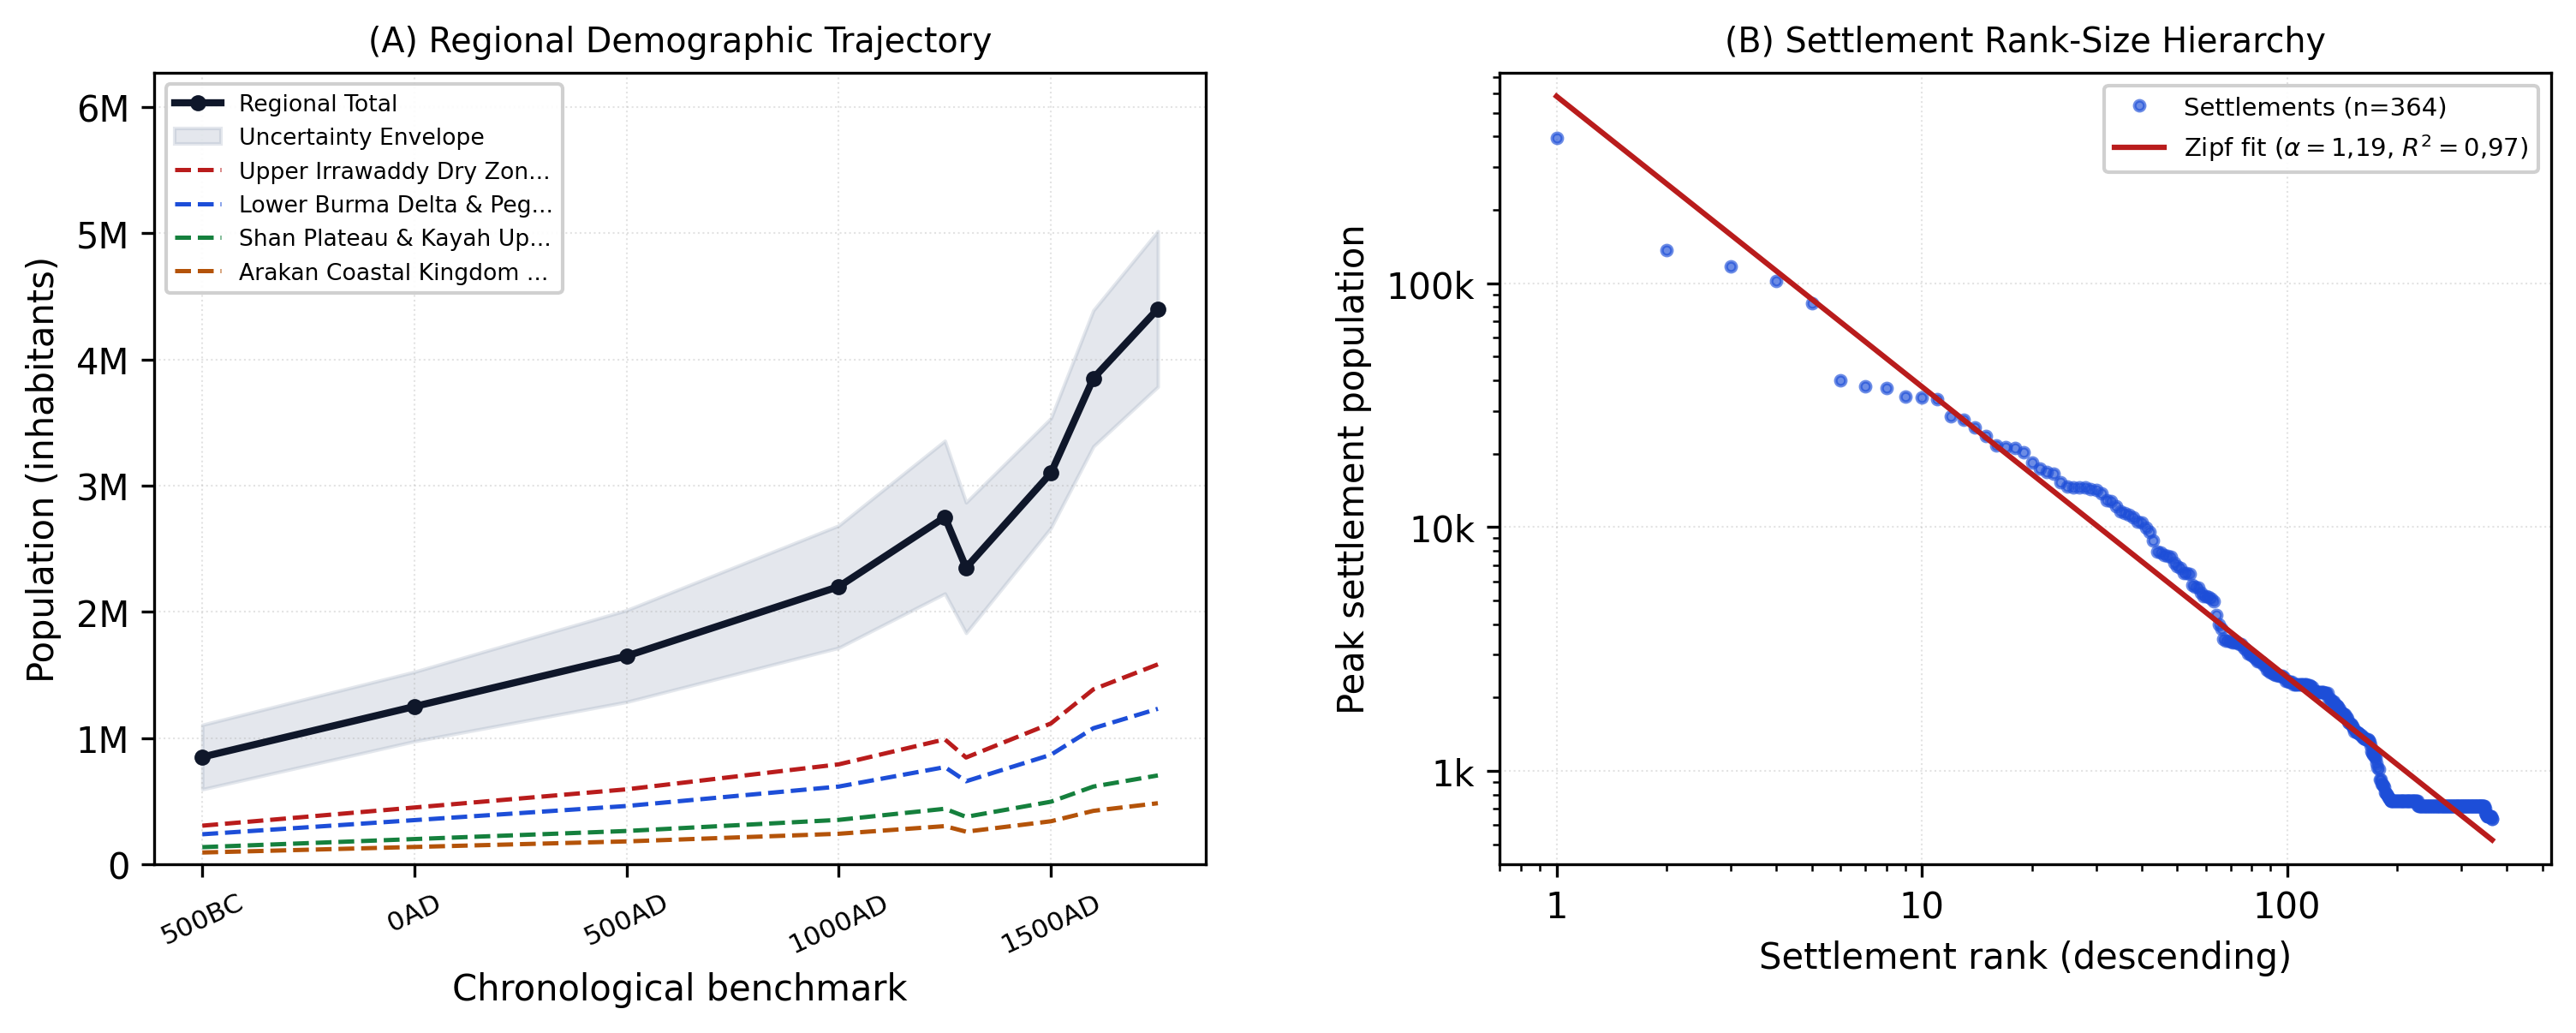 (A) Regional Demographic Trajectory
Population (inhabitants)
6M
5M
4M
3M
2M
1M
0
Regional Total
Uncertainty Envelope
Upper Irrawaddy Dry Zon...
Lower Burma Delta & Peg...
Shan Plateau & Kayah Up...
Arakan Coastal Kingdom ...
500BC
0AD
500AD
1000AD
1500AD
Chronological benchmark
(B) Settlement Rank-Size Hierarchy
Peak settlement population
100k
10k
1k
Settlements (n=364)
Zipf fit (α = 1,19, R² = 0,97)
1
10
100
Settlement rank (descending)